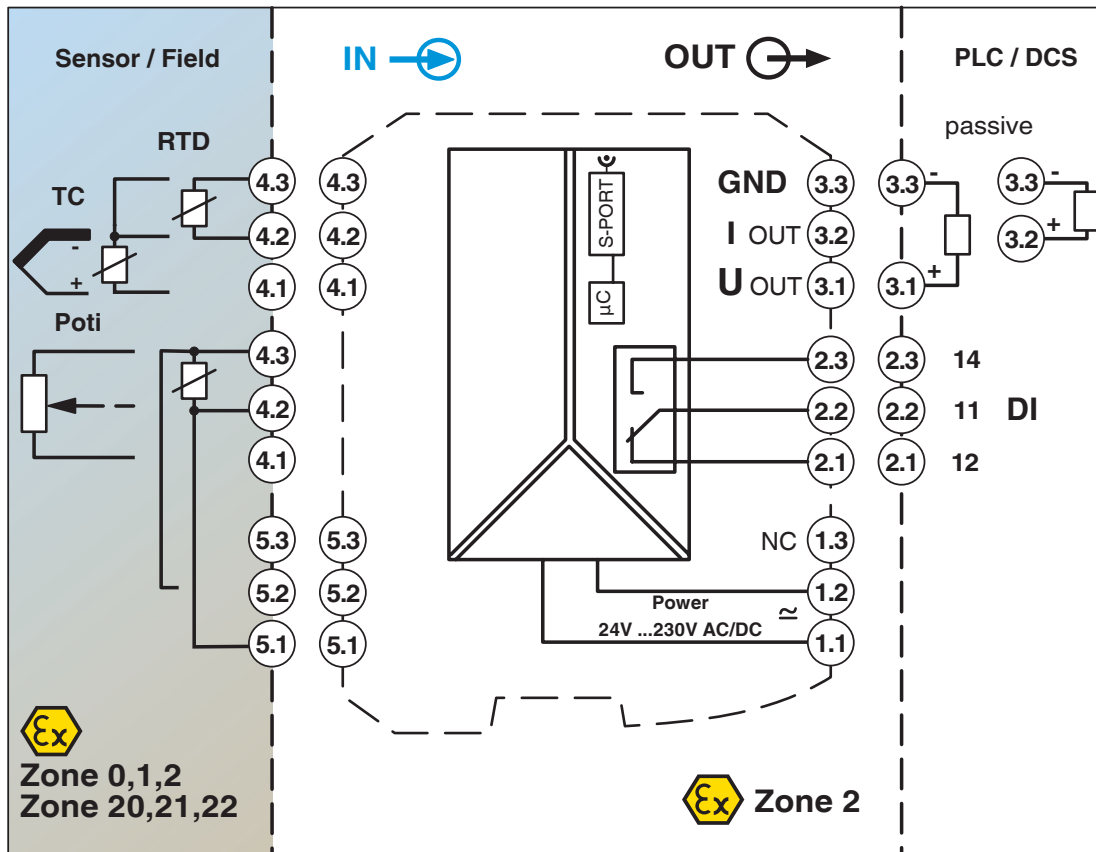 Sensor / Field
IN
OUT
PLC / DCS
RTD
TC
-
+
4.3
4.2
4.1
4.3
4.2
4.1
S-PORT
µC
GND 3.3
I OUT 3.2
U OUT 3.1
passive
3.3 -
3.1 +
3.3 -
3.2 +
Poti
4.3
4.2
4.1
5.3
5.2
5.1
5.3
5.2
5.1
2.3 2.3 14
2.2 2.2 11 DI
2.1 2.1 12
NC 1.3
1.2
Power
24V ...230V AC/DC ≃
1.1
Ex
Zone 0,1,2
Zone 20,21,22
Ex Zone 2